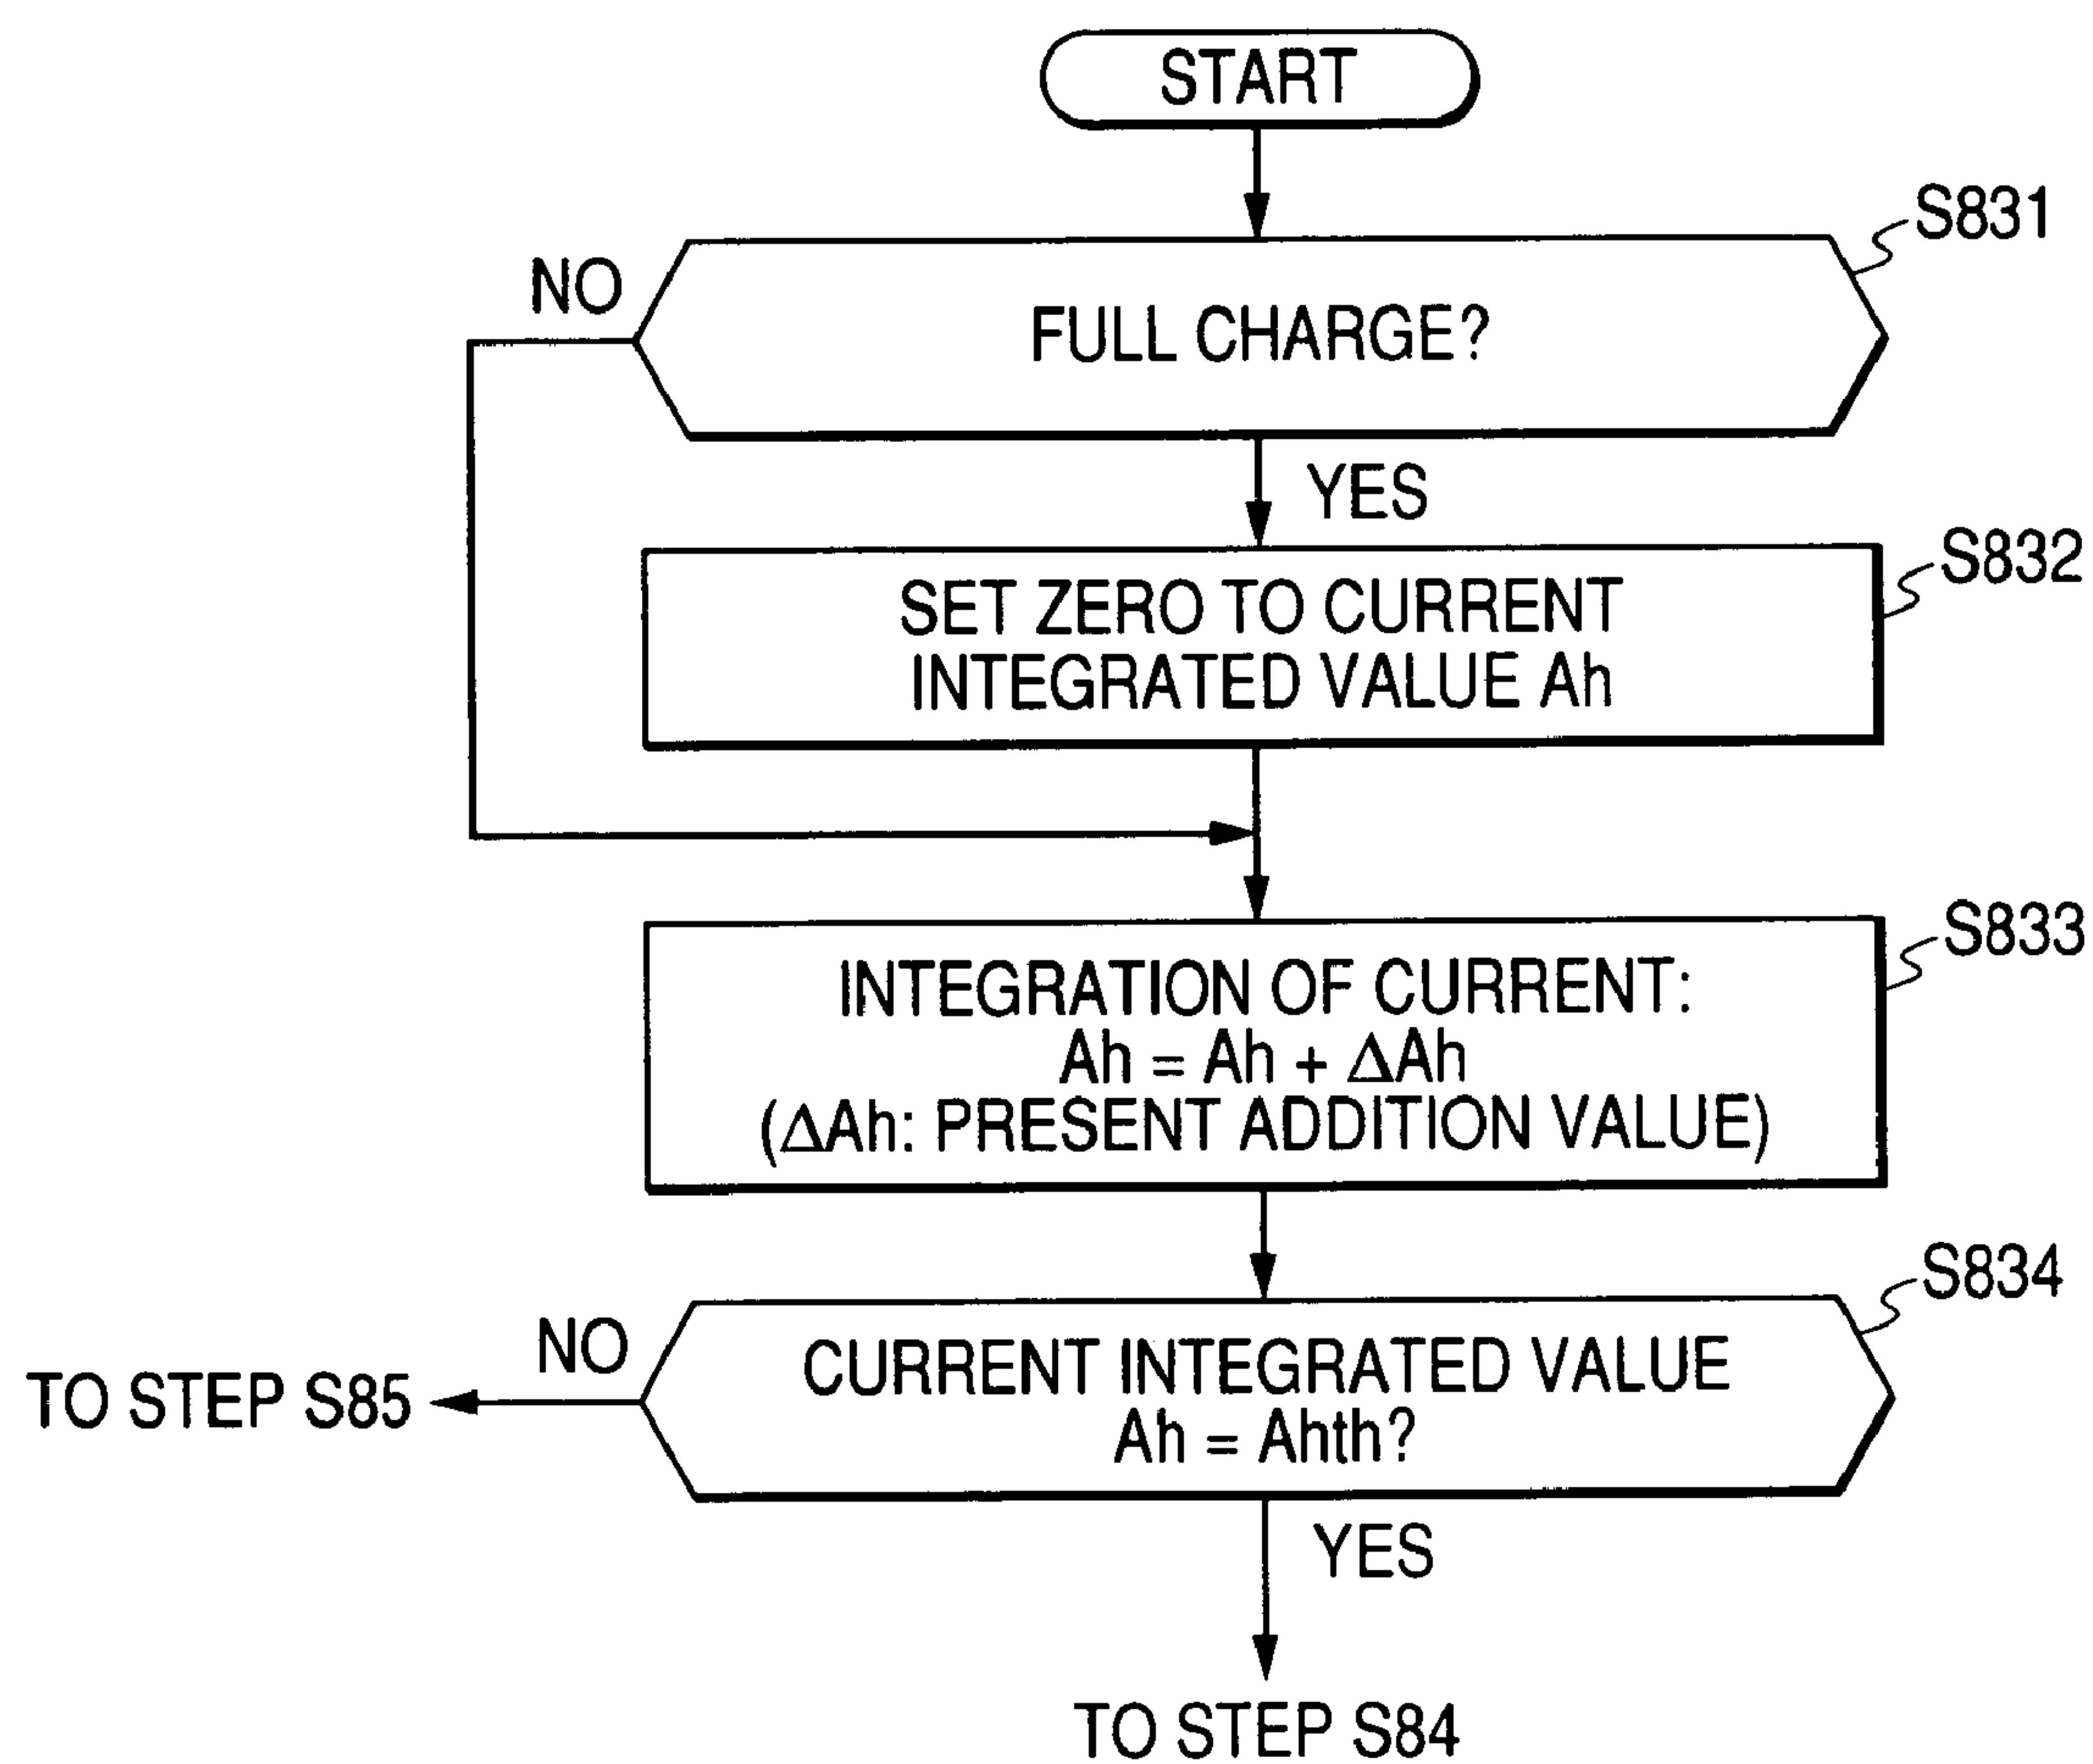 START
S831
NO
FULL CHARGE?
YES
S832
SET ZERO TO CURRENT
INTEGRATED VALUE Ah
S833
INTEGRATION OF CURRENT:
Ah = Ah + ΔAh
(ΔAh: PRESENT ADDITION VALUE)
S834
NO
CURRENT INTEGRATED VALUE
Ah = Ahth?
TO STEP S85
YES
TO STEP S84